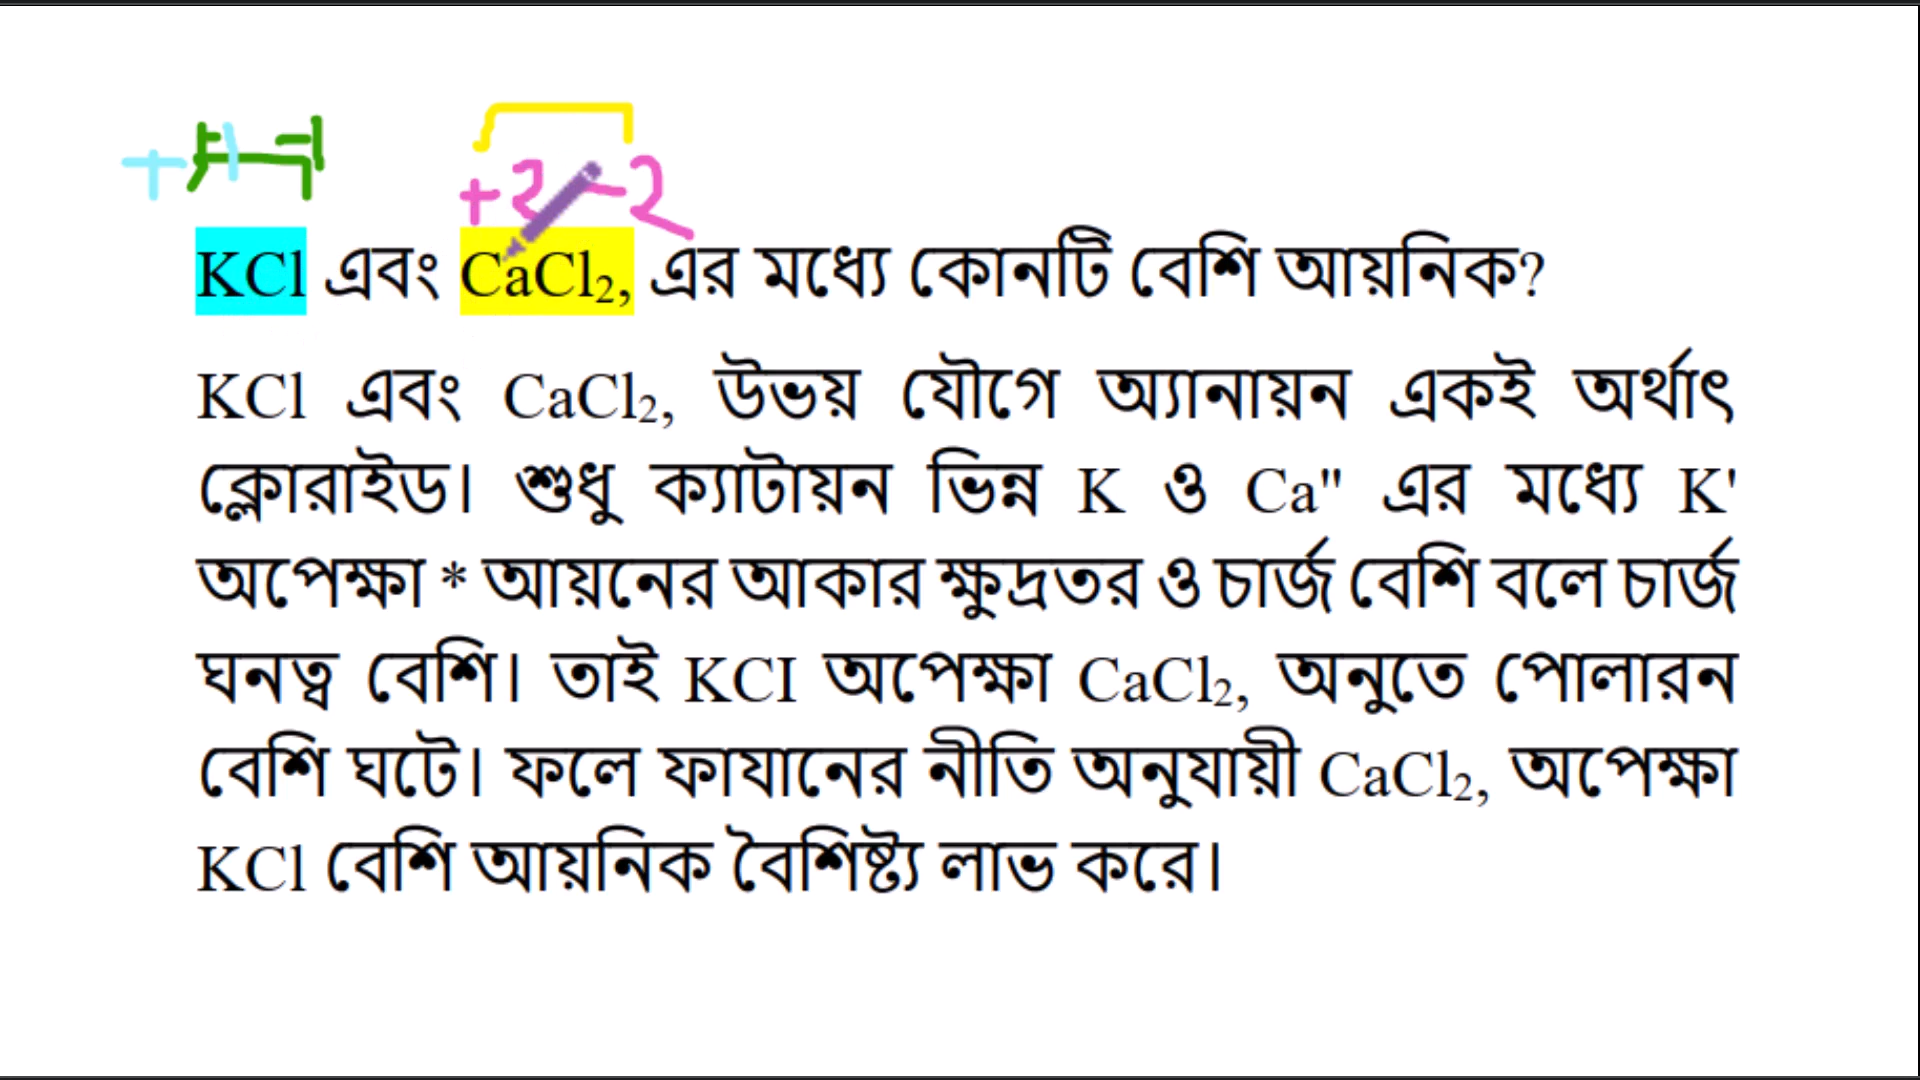 +1 -1
+2 -2
KCl এবং CaCl₂, এর মধ্যে কোনটি বেশি আয়নিক?
KCl এবং CaCl₂, উভয় যৌগে অ্যানায়ন একই অর্থাৎ
ক্লোরাইড। শুধু ক্যাটায়ন ভিন্ন K ও Ca" এর মধ্যে K'
অপেক্ষা * আয়নের আকার ক্ষুদ্রতর ও চার্জ বেশি বলে চার্জ
ঘনত্ব বেশি। তাই KCI অপেক্ষা CaCl₂, অনুতে পোলারন
বেশি ঘটে। ফলে ফাযানের নীতি অনুযায়ী CaCl₂, অপেক্ষা
KCl বেশি আয়নিক বৈশিষ্ট্য লাভ করে।